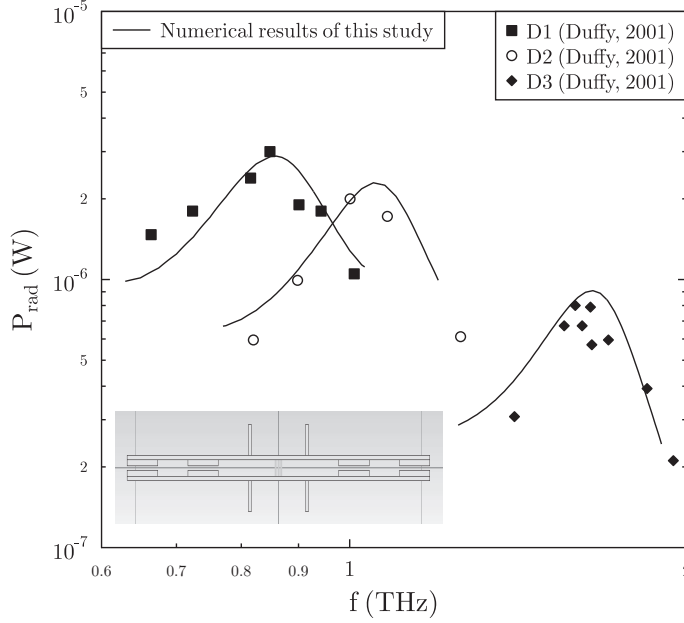 10^-5
Numerical results of this study
D1 (Duffy, 2001)
D2 (Duffy, 2001)
D3 (Duffy, 2001)
5
2
P_rad (W)
10^-6
5
2
10^-7
0.6 0.7 0.8 0.9 1
f (THz)